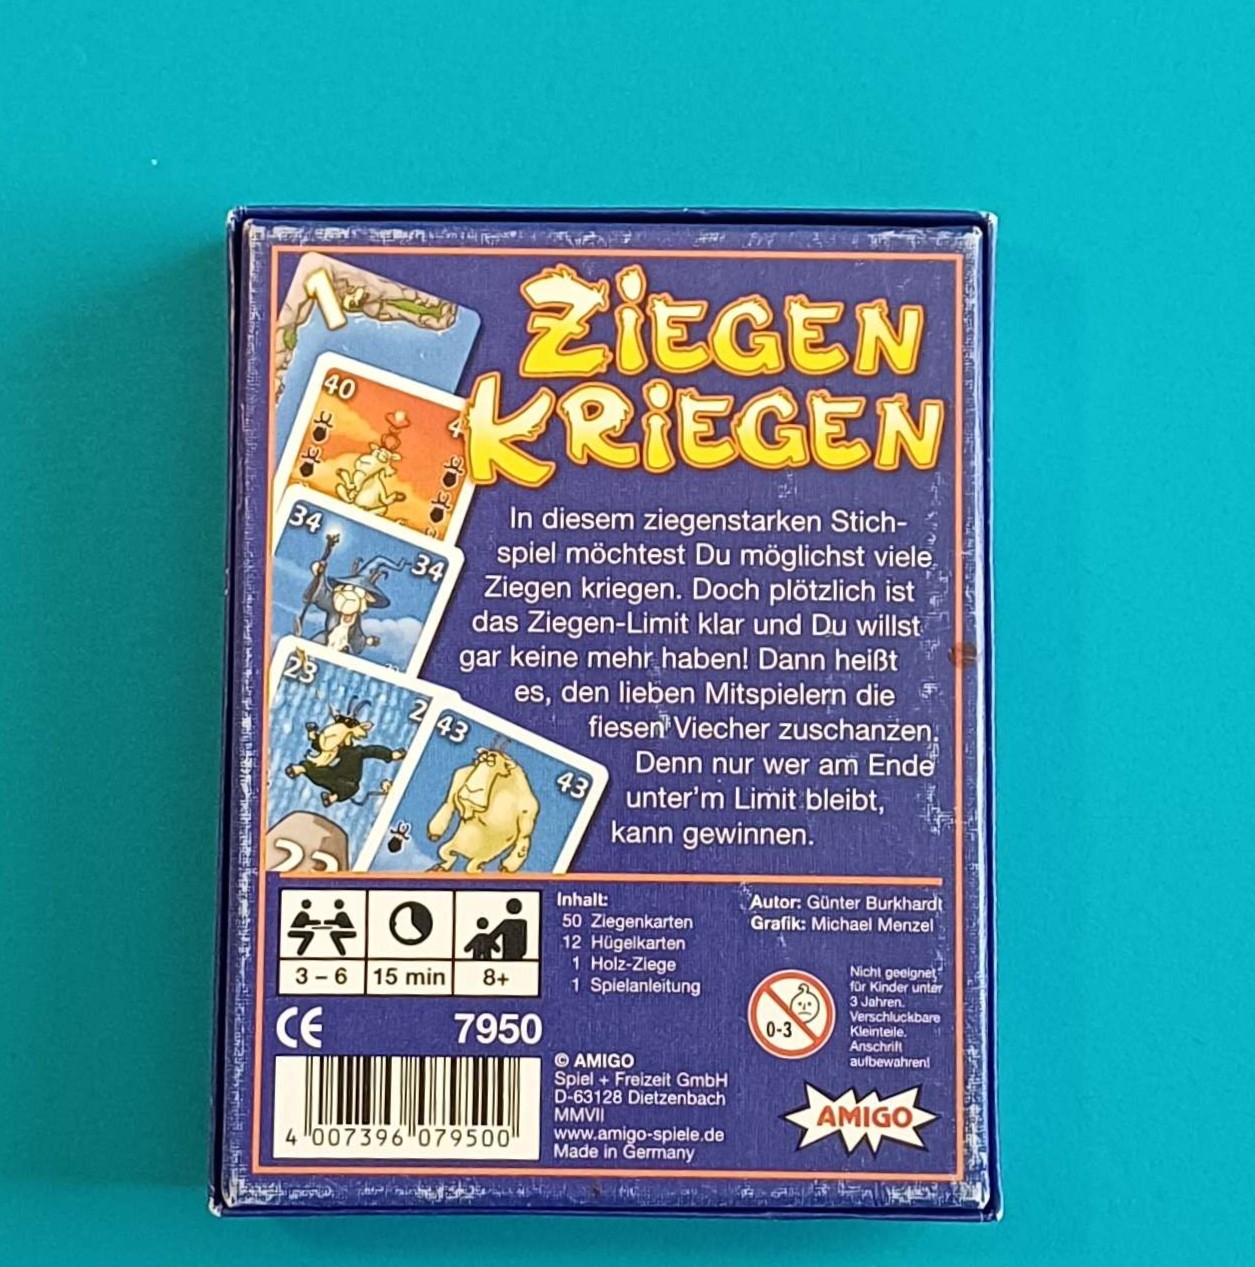 1
ZIEGEN
KRIEGEN
40
4
34
34
23
2
43
43
23
In diesem ziegenstarken Stich-
spiel möchtest Du möglichst viele
Ziegen kriegen. Doch plötzlich ist
das Ziegen-Limit klar und Du willst
gar keine mehr haben! Dann heißt
es, den lieben Mitspielern die
fiesen Viecher zuschanzen.
Denn nur wer am Ende
unter'm Limit bleibt,
kann gewinnen.
3 – 6
15 min
8+
CE
7950
4 007396 079500
Inhalt:
50 Ziegenkarten
12 Hügelkarten
1 Holz-Ziege
1 Spielanleitung
© AMIGO
Spiel + Freizeit GmbH
D-63128 Dietzenbach
MMVII
www.amigo-spiele.de
Made in Germany
Autor: Günter Burkhardt
Grafik: Michael Menzel
0-3
Nicht geeignet
für Kinder unter
3 Jahren.
Verschluckbare
Kleinteile.
Anschrift
aufbewahren!
AMIGO